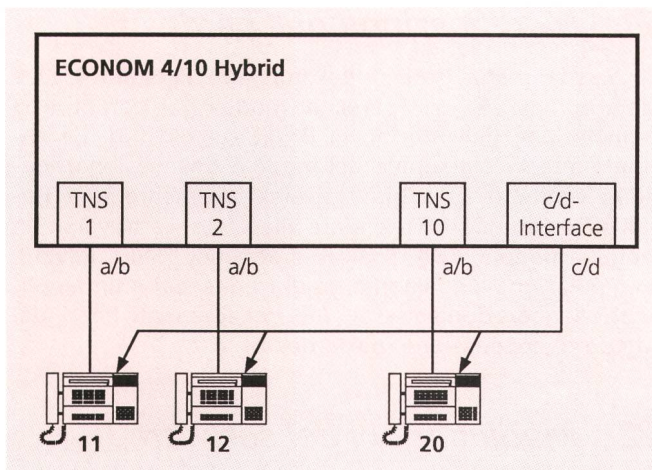 ECONOM 4/10 Hybrid
TNS
1
TNS
2
TNS
10
c/d-
Interface
a/b
a/b
a/b
c/d
11
12
20